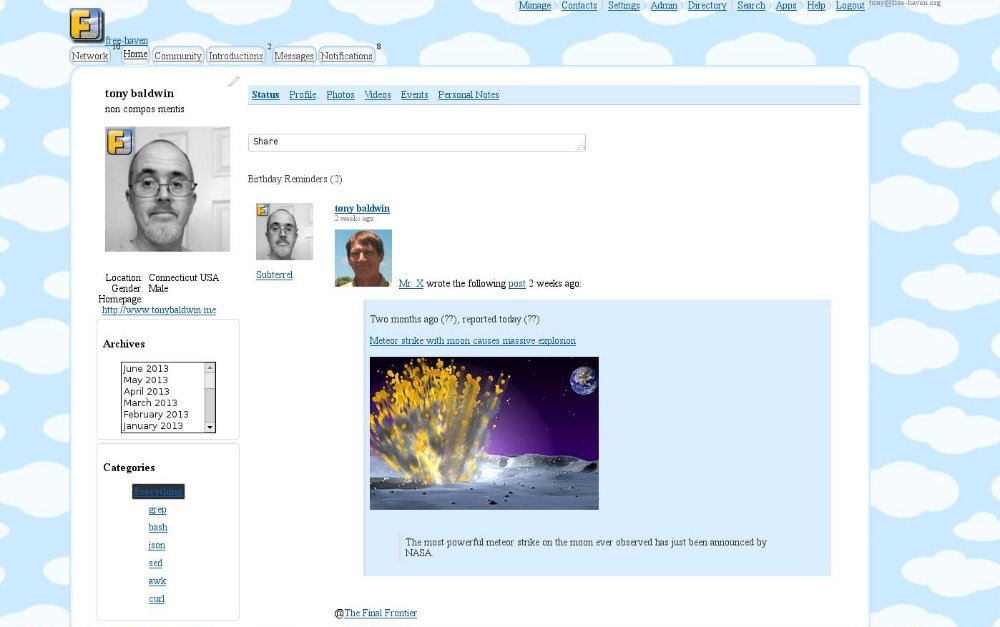 Manage Contacts Settings Admin Directory Search Apps Help Logout tony@free-haven.org
free-haven
Network 10 Home Community Introductions 2 Messages Notifications 8
tony baldwin
non compos mentis
Location: Connecticut USA
Gender: Male
Homepage:
http://www.tonybaldwin.me
Archives
June 2013
May 2013
April 2013
March 2013
February 2013
January 2013
Categories
Everything
grep
bash
json
sed
awk
curl
Status Profile Photos Videos Events Personal Notes
Share
Birthday Reminders (2)
Subterrel
tony baldwin
2 weeks ago
Mr. X wrote the following post 2 weeks ago:
Two months ago (??), reported today (??)
Meteor strike with moon causes massive explosion
The most powerful meteor strike on the moon ever observed has just been announced by
NASA.
@The Final Frontier